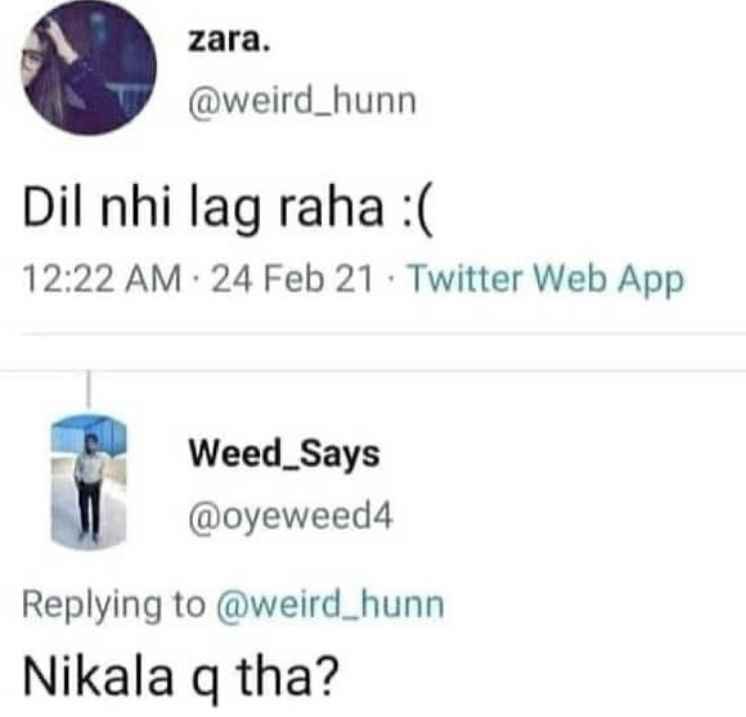 zara.
@weird_hunn
Dil nhi lag raha :(
12:22 AM · 24 Feb 21 · Twitter Web App
Weed_Says
@oyeweed4
Replying to @weird_hunn
Nikala q tha?